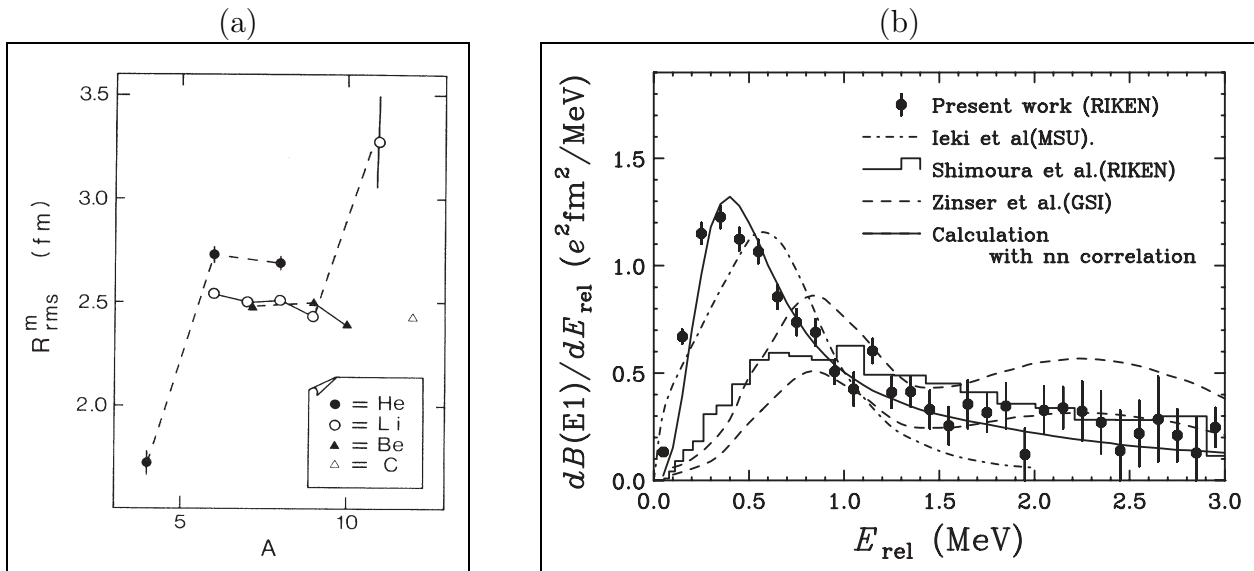 (a)
3.5
3.0
2.5
2.0
R^m_rms (fm)
5
10
A
● = He
○ = Li
▲ = Be
△ = C
(b)
dB(E1)/dE_rel (e²fm²/MeV)
1.5
1.0
0.5
0.0
0.0
0.5
1.0
1.5
2.0
2.5
3.0
E_rel (MeV)
Present work (RIKEN)
Ieki et al(MSU).
Shimoura et al.(RIKEN)
Zinser et al.(GSI)
Calculation
with nn correlation